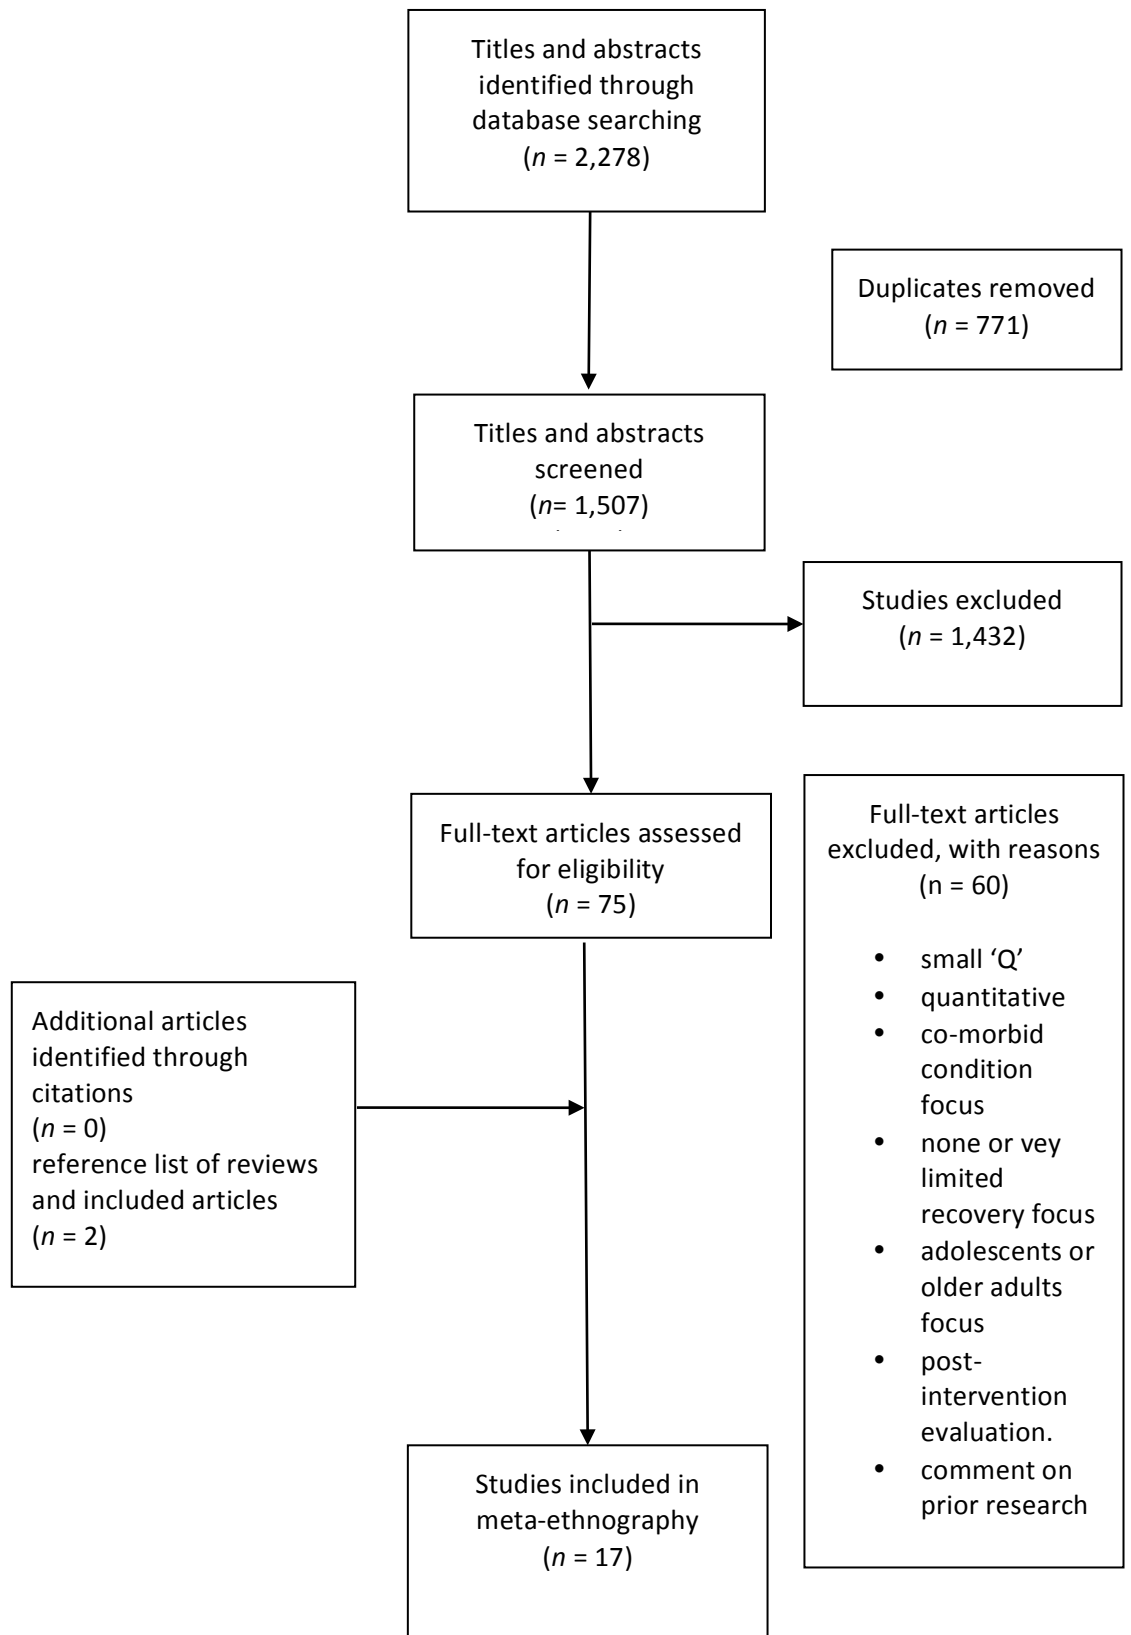 Titles and abstracts
identified through
database searching
(n = 2,278)
Duplicates removed
(n = 771)
Titles and abstracts
screened
(n= 1,507)
Studies excluded
(n = 1,432)
Full-text articles assessed
for eligibility
(n = 75)
Full-text articles
excluded, with reasons
(n = 60)
• small ‘Q’
• quantitative
• co-morbid
condition
focus
• none or vey
limited
recovery focus
• adolescents or
older adults
focus
• post-
intervention
evaluation.
• comment on
prior research
Additional articles
identified through
citations
(n = 0)
reference list of reviews
and included articles
(n = 2)
Studies included in
meta-ethnography
(n = 17)